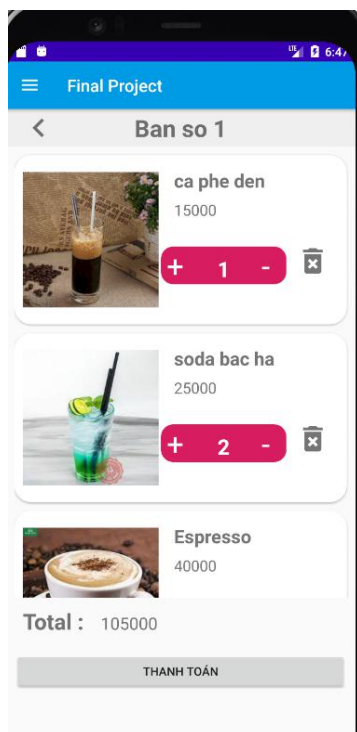 6:4
Final Project
Ban so 1
ca phe den
15000
+ 1 -
soda bac ha
25000
+ 2 -
Espresso
40000
Total : 105000
THANH TOÁN